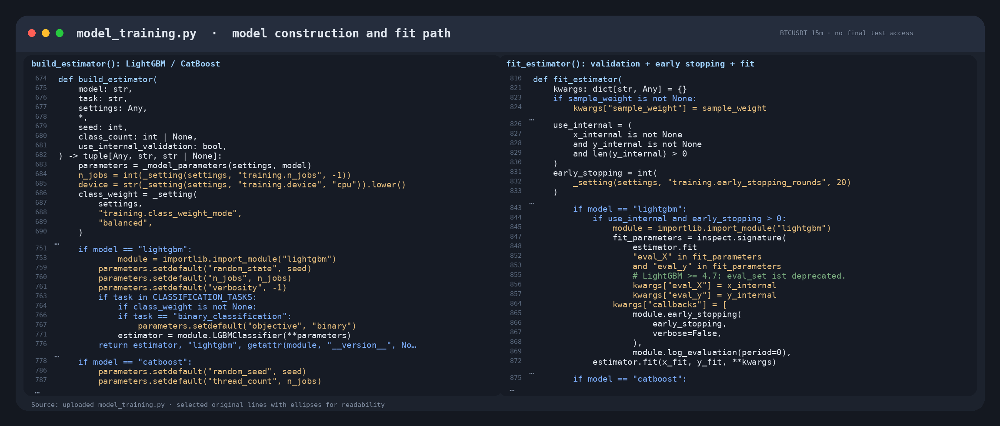 model_training.py · model construction and fit path
BTCUSDT 15m · no final test access
build_estimator(): LightGBM / CatBoost
674 def build_estimator(
675     model: str,
676     task: str,
677     settings: Any,
678     *,
679     seed: int,
680     class_count: int | None,
681     use_internal_validation: bool,
682 ) -> tuple[Any, str, str | None]:
683     parameters = _model_parameters(settings, model)
684     n_jobs = int(_setting(settings, "training.n_jobs", -1))
685     device = str(_setting(settings, "training.device", "cpu")).lower()
686     class_weight = _setting(
687         settings,
688         "training.class_weight_mode",
689         "balanced",
690     )
…
751     if model == "lightgbm":
753             module = importlib.import_module("lightgbm")
759         parameters.setdefault("random_state", seed)
760         parameters.setdefault("n_jobs", n_jobs)
761         parameters.setdefault("verbosity", -1)
763         if task in CLASSIFICATION_TASKS:
764             if class_weight is not None:
766             if task == "binary_classification":
767                 parameters.setdefault("objective", "binary")
771             estimator = module.LGBMClassifier(**parameters)
776         return estimator, "lightgbm", getattr(module, "__version__", No…
…
778     if model == "catboost":
786         parameters.setdefault("random_seed", seed)
787         parameters.setdefault("thread_count", n_jobs)
…
fit_estimator(): validation + early stopping + fit
810 def fit_estimator(
821     kwargs: dict[str, Any] = {}
823     if sample_weight is not None:
824         kwargs["sample_weight"] = sample_weight
…
826     use_internal = (
827         x_internal is not None
828         and y_internal is not None
829         and len(y_internal) > 0
830     )
831     early_stopping = int(
832         _setting(settings, "training.early_stopping_rounds", 20)
833     )
…
843         if model == "lightgbm":
844             if use_internal and early_stopping > 0:
845                 module = importlib.import_module("lightgbm")
847                 fit_parameters = inspect.signature(
848                     estimator.fit
852                     "eval_X" in fit_parameters
853                     and "eval_y" in fit_parameters
855                     # LightGBM >= 4.7: eval_set ist deprecated.
856                     kwargs["eval_X"] = x_internal
857                     kwargs["eval_y"] = y_internal
864                 kwargs["callbacks"] = [
865                     module.early_stopping(
866                         early_stopping,
867                         verbose=False,
868                     ),
869                     module.log_evaluation(period=0),
872             estimator.fit(x_fit, y_fit, **kwargs)
…
875         if model == "catboost":
…
Source: uploaded model_training.py · selected original lines with ellipses for readability